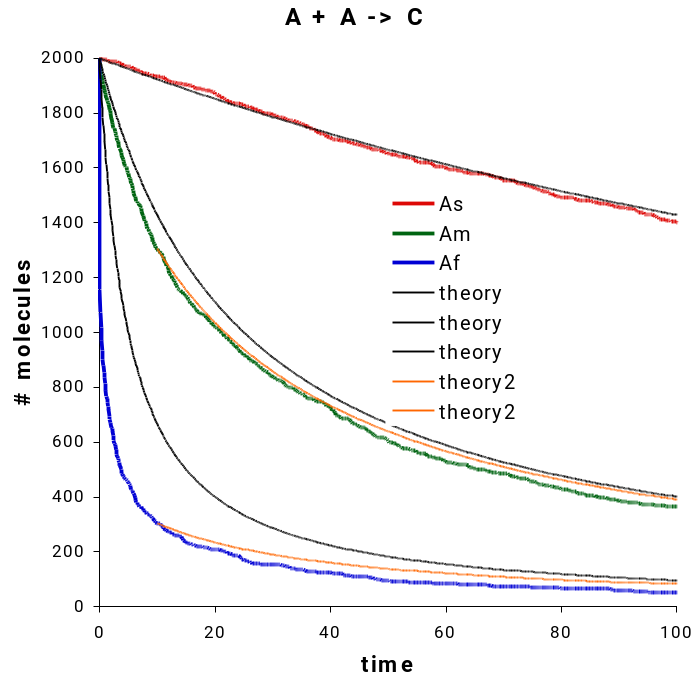 A + A -> C
# molecules
2000
1800
1600
1400
1200
1000
800
600
400
200
0
As
Am
Af
theory
theory
theory
theory2
theory2
0 20 40 60 80 100
time